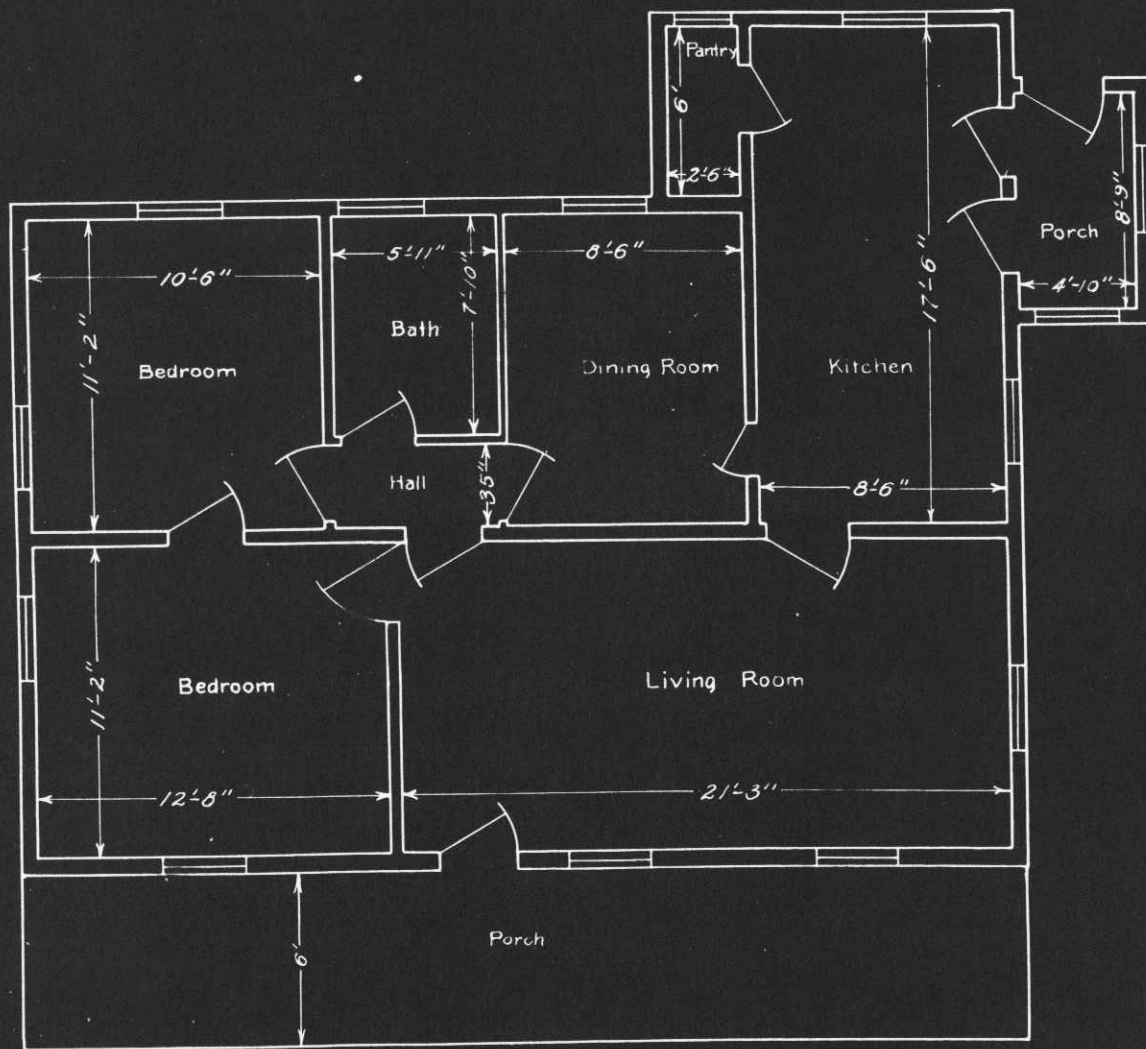 Pantry
6'
2'-6"
17'-6"
8'-9"
Porch
4'-10"
10'-6"
5'-11"
7'-10"
8'-6"
11'-2"
Bedroom
Bath
Dining Room
Kitchen
Hall
35"
8'-6"
11'-2"
Bedroom
Living Room
12'-8"
21'-3"
Porch
6'